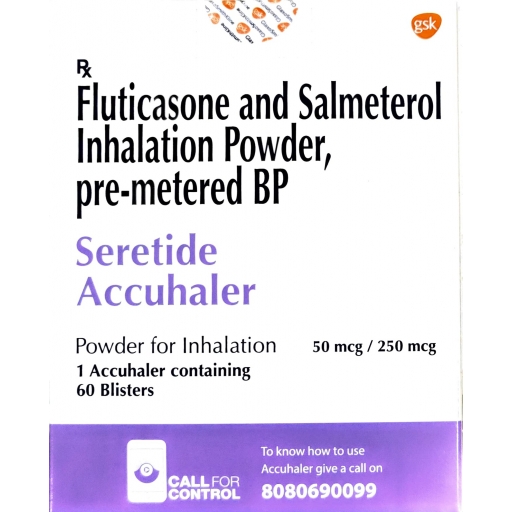 gsk
Rx
Fluticasone and Salmeterol
Inhalation Powder,
pre-metered BP
Seretide
Accuhaler
Powder for Inhalation
50 mcg / 250 mcg
1 Accuhaler containing
60 Blisters
CALL FOR
CONTROL
To know how to use
Accuhaler give a call on
8080690099